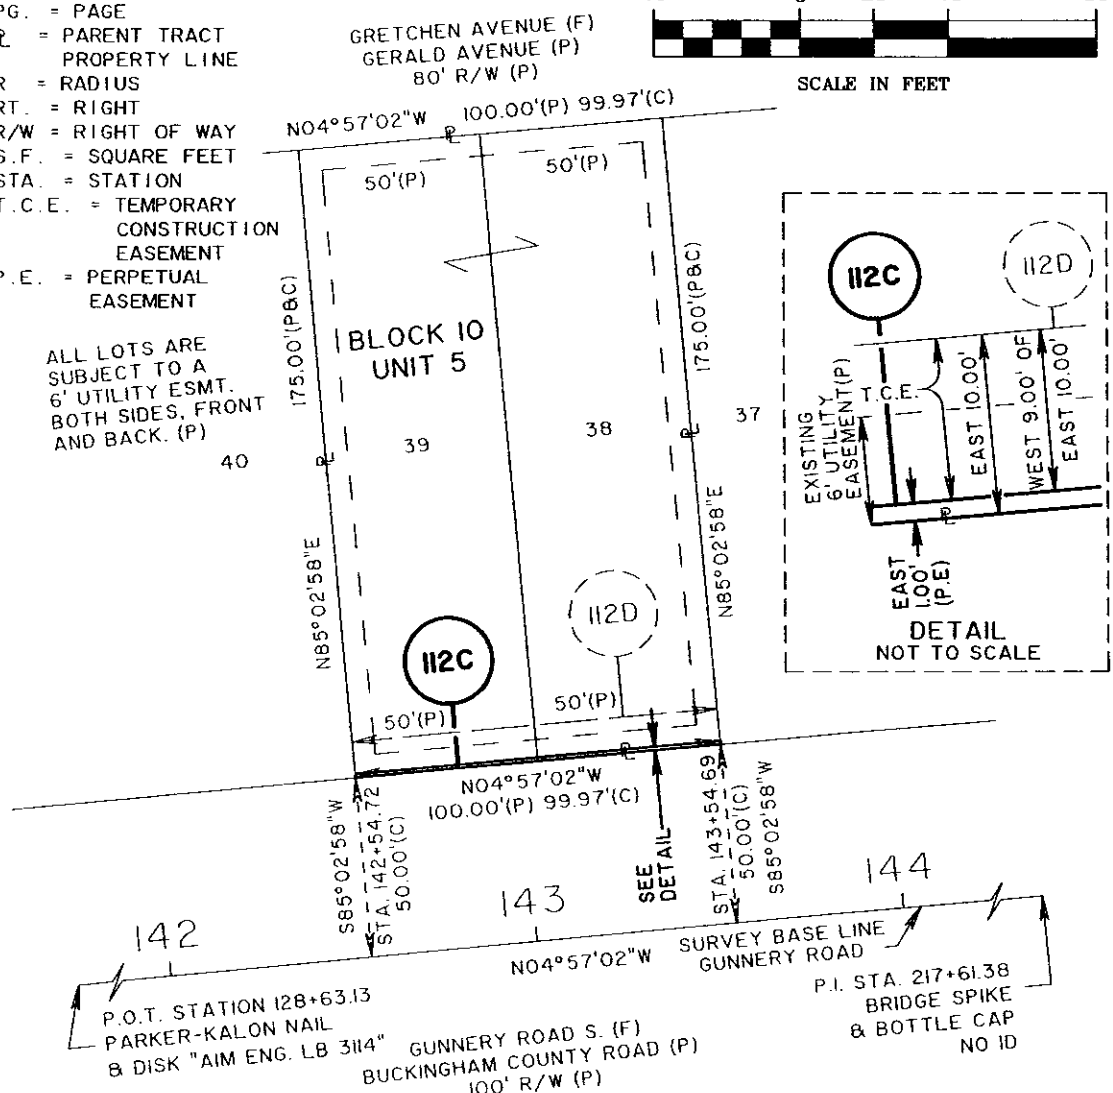 PG. = PAGE
℄ = PARENT TRACT
PROPERTY LINE
R = RADIUS
RT. = RIGHT
R/W = RIGHT OF WAY
S.F. = SQUARE FEET
STA. = STATION
T.C.E. = TEMPORARY
CONSTRUCTION
EASEMENT
P.E. = PERPETUAL
EASEMENT
ALL LOTS ARE
SUBJECT TO A
6' UTILITY ESMT.
BOTH SIDES, FRONT
AND BACK. (P)
GRETCHEN AVENUE (F)
GERALD AVENUE (P)
80' R/W (P)
SCALE IN FEET
N04°57'02"W
100.00'(P) 99.97'(C)
PL
50'(P)
50'(P)
175.00'(P&C)
175.00'(P&C)
BLOCK 10
UNIT 5
40
39
38
37
PL
PL
N85°02'58"E
N85°02'58"E
112C
112D
50'(P)
50'(P)
PL
N04°57'02"W
100.00'(P) 99.97'(C)
S85°02'58"W
STA. 142+54.72
50.00'(C)
SEE
DETAIL
STA. 143+54.69
50.00'(C)
S85°02'58"W
142
143
144
N04°57'02"W
SURVEY BASE LINE
GUNNERY ROAD
P.O.T. STATION 128+63.13
PARKER-KALON NAIL
& DISK "AIM ENG. LB 3114"
GUNNERY ROAD S. (F)
BUCKINGHAM COUNTY ROAD (P)
100' R/W (P)
P.I. STA. 217+61.38
BRIDGE SPIKE
& BOTTLE CAP
NO ID
112C
112D
EXISTING
6' UTILITY
EASEMENT(P)
T.C.E.
EAST 10.00'
WEST 9.00' OF
EAST 10.00'
PL
EAST
1.00'
(P.E)
DETAIL
NOT TO SCALE